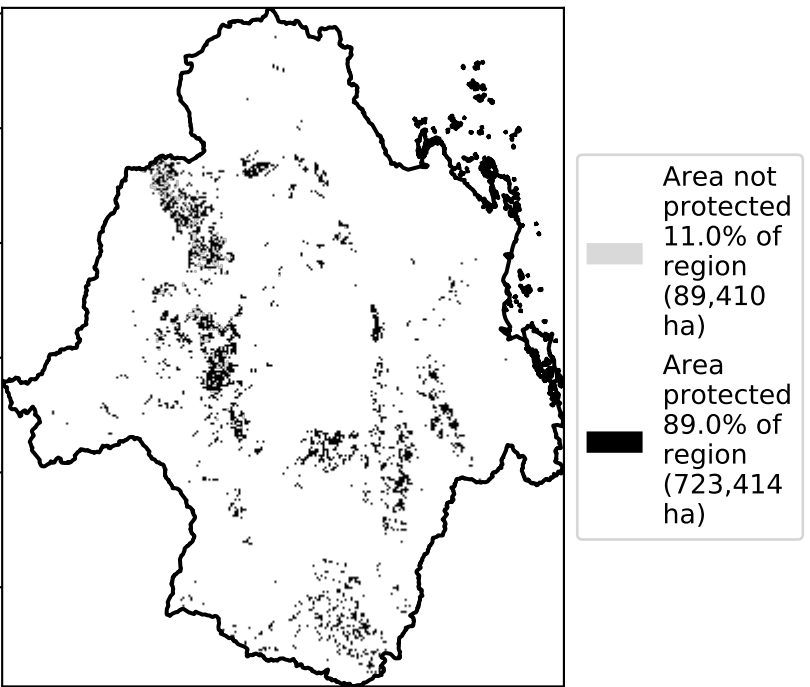 Area not
protected
11.0% of
region
(89,410
ha)
Area
protected
89.0% of
region
(723,414
ha)